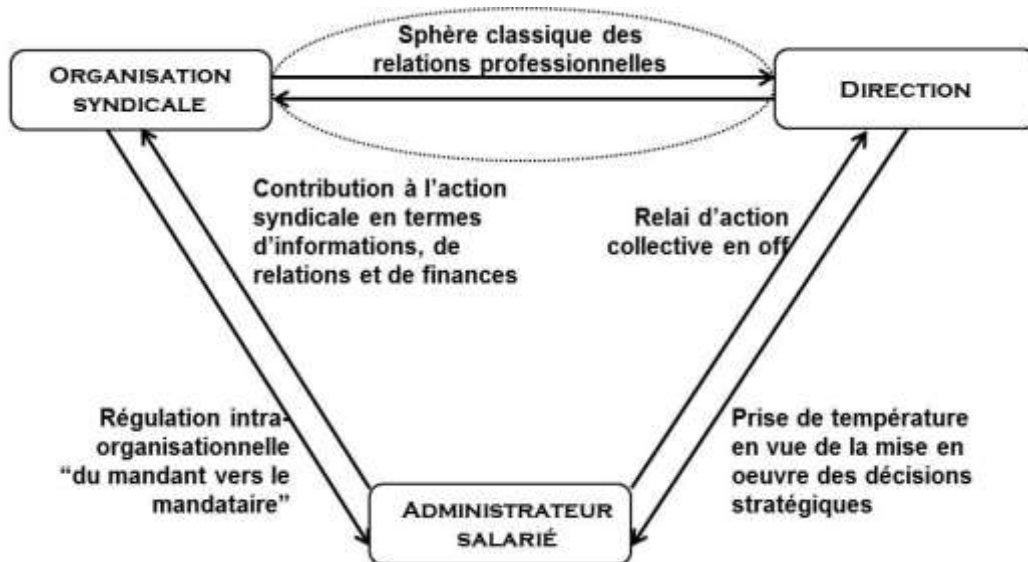 Sphère classique des
relations professionnelles
ORGANISATION
SYNDICALE
DIRECTION
Contribution à l'action
syndicale en termes
d'informations, de
relations et de finances
Relai d'action
collective en off
Régulation intra-
organisationnelle
“du mandant vers le
mandataire”
Prise de température
en vue de la mise en
oeuvre des décisions
stratégiques
ADMINISTRATEUR
SALARIÉ